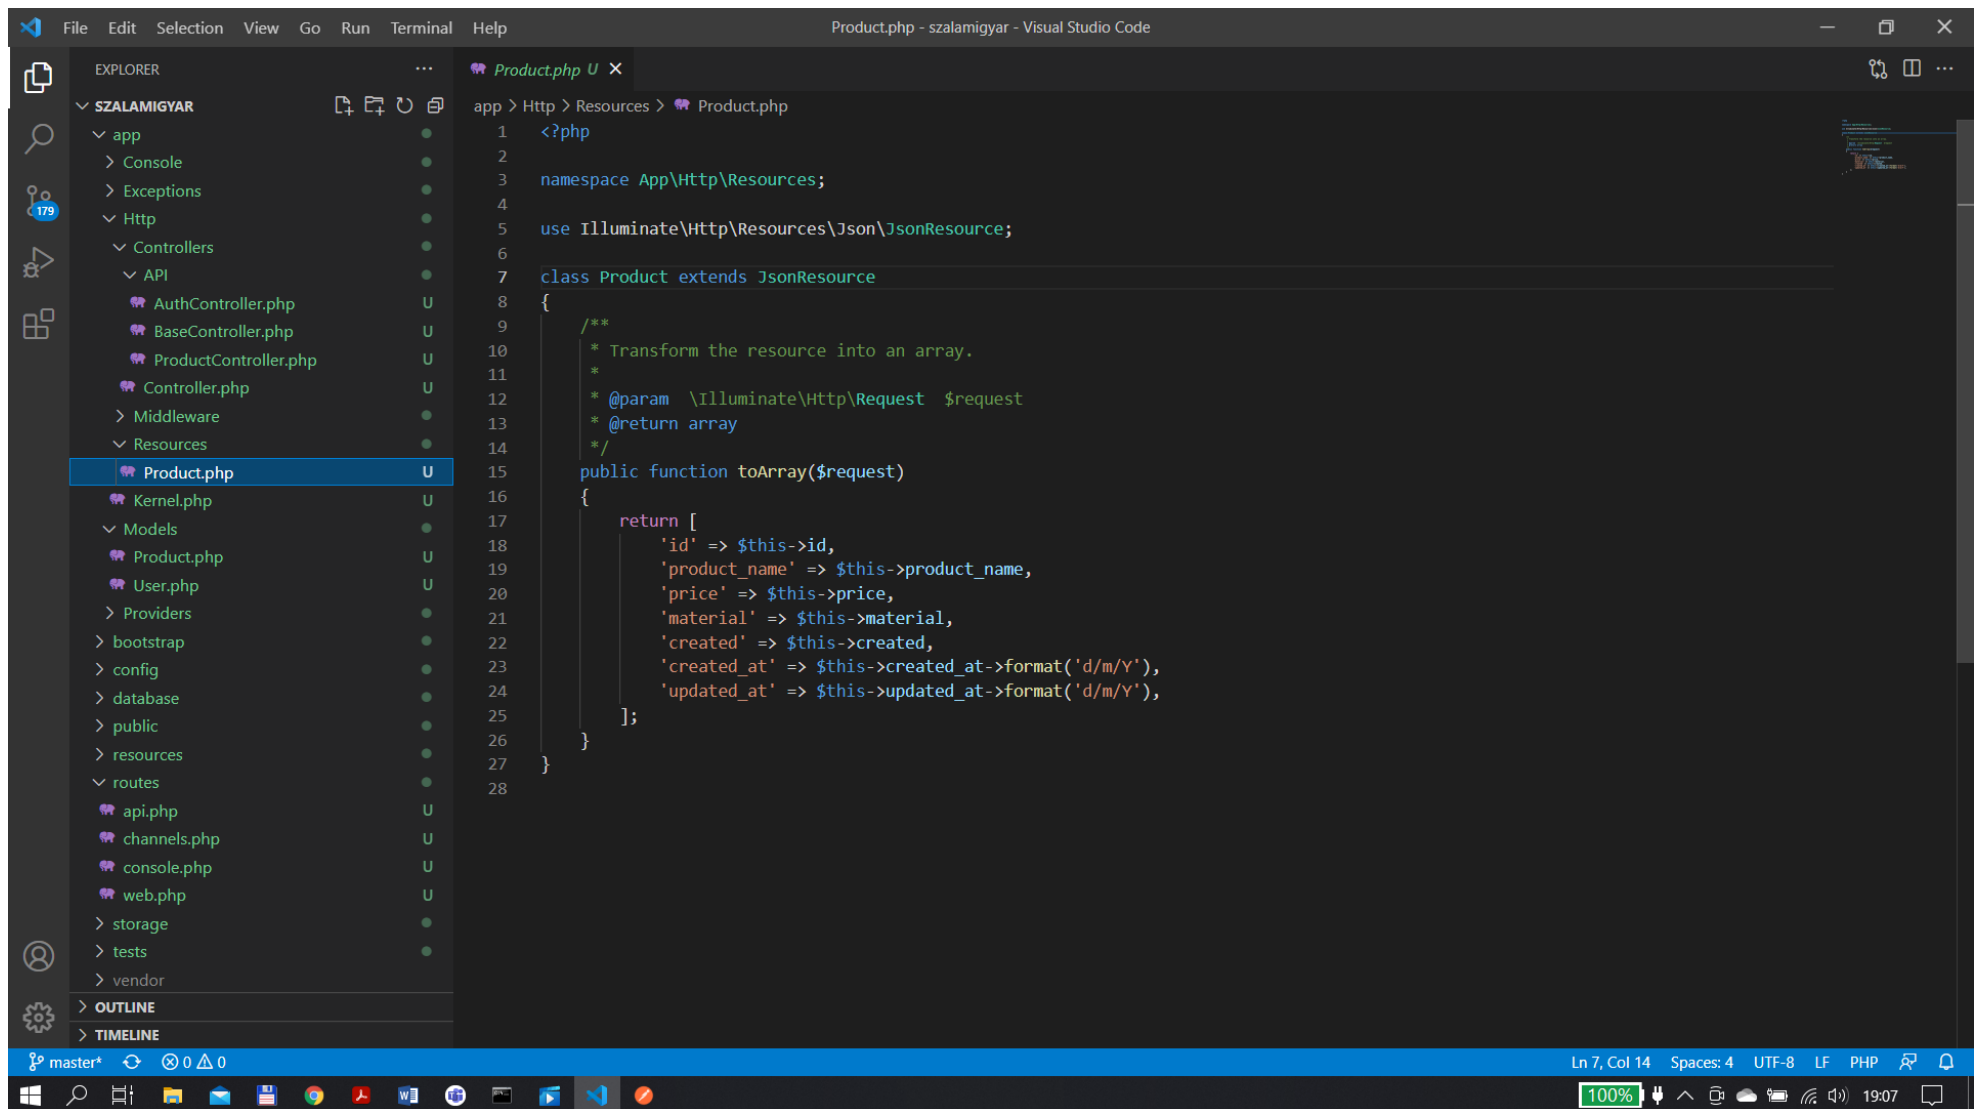 File Edit Selection View Go Run Terminal Help
Product.php - szalamigyar - Visual Studio Code
EXPLORER
SZALAMIGYAR
app
Console
Exceptions
Http
Controllers
API
AuthController.php U
BaseController.php U
ProductController.php U
Controller.php U
Middleware
Resources
Product.php U
Kernel.php U
Models
Product.php U
User.php U
Providers
bootstrap
config
database
public
resources
routes
api.php U
channels.php U
console.php U
web.php U
storage
tests
vendor
OUTLINE
TIMELINE
179
Product.php U
app > Http > Resources > Product.php
1 <?php
2
3 namespace App\Http\Resources;
4
5 use Illuminate\Http\Resources\Json\JsonResource;
6
7 class Product extends JsonResource
8 {
9 /**
10 * Transform the resource into an array.
11 *
12 * @param  \Illuminate\Http\Request  $request
13 * @return array
14 */
15 public function toArray($request)
16 {
17 return [
18 'id' => $this->id,
19 'product_name' => $this->product_name,
20 'price' => $this->price,
21 'material' => $this->material,
22 'created' => $this->created,
23 'created_at' => $this->created_at->format('d/m/Y'),
24 'updated_at' => $this->updated_at->format('d/m/Y'),
25 ];
26 }
27 }
28
master* 0 0
Ln 7, Col 14 Spaces: 4 UTF-8 LF PHP
100% 19:07